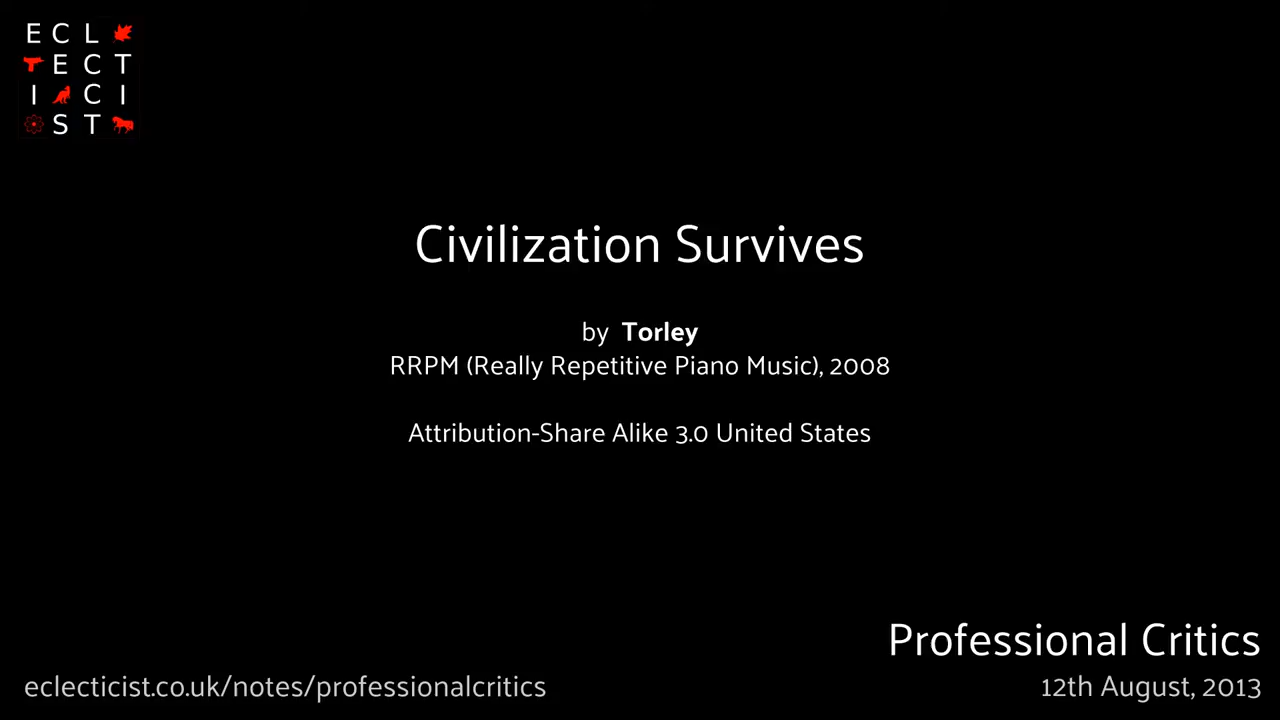 E C L
E C T
I C I
S T
Civilization Survives
by Torley
RRPM (Really Repetitive Piano Music), 2008
Attribution-Share Alike 3.0 United States
Professional Critics
eclecticist.co.uk/notes/professionalcritics
12th August, 2013